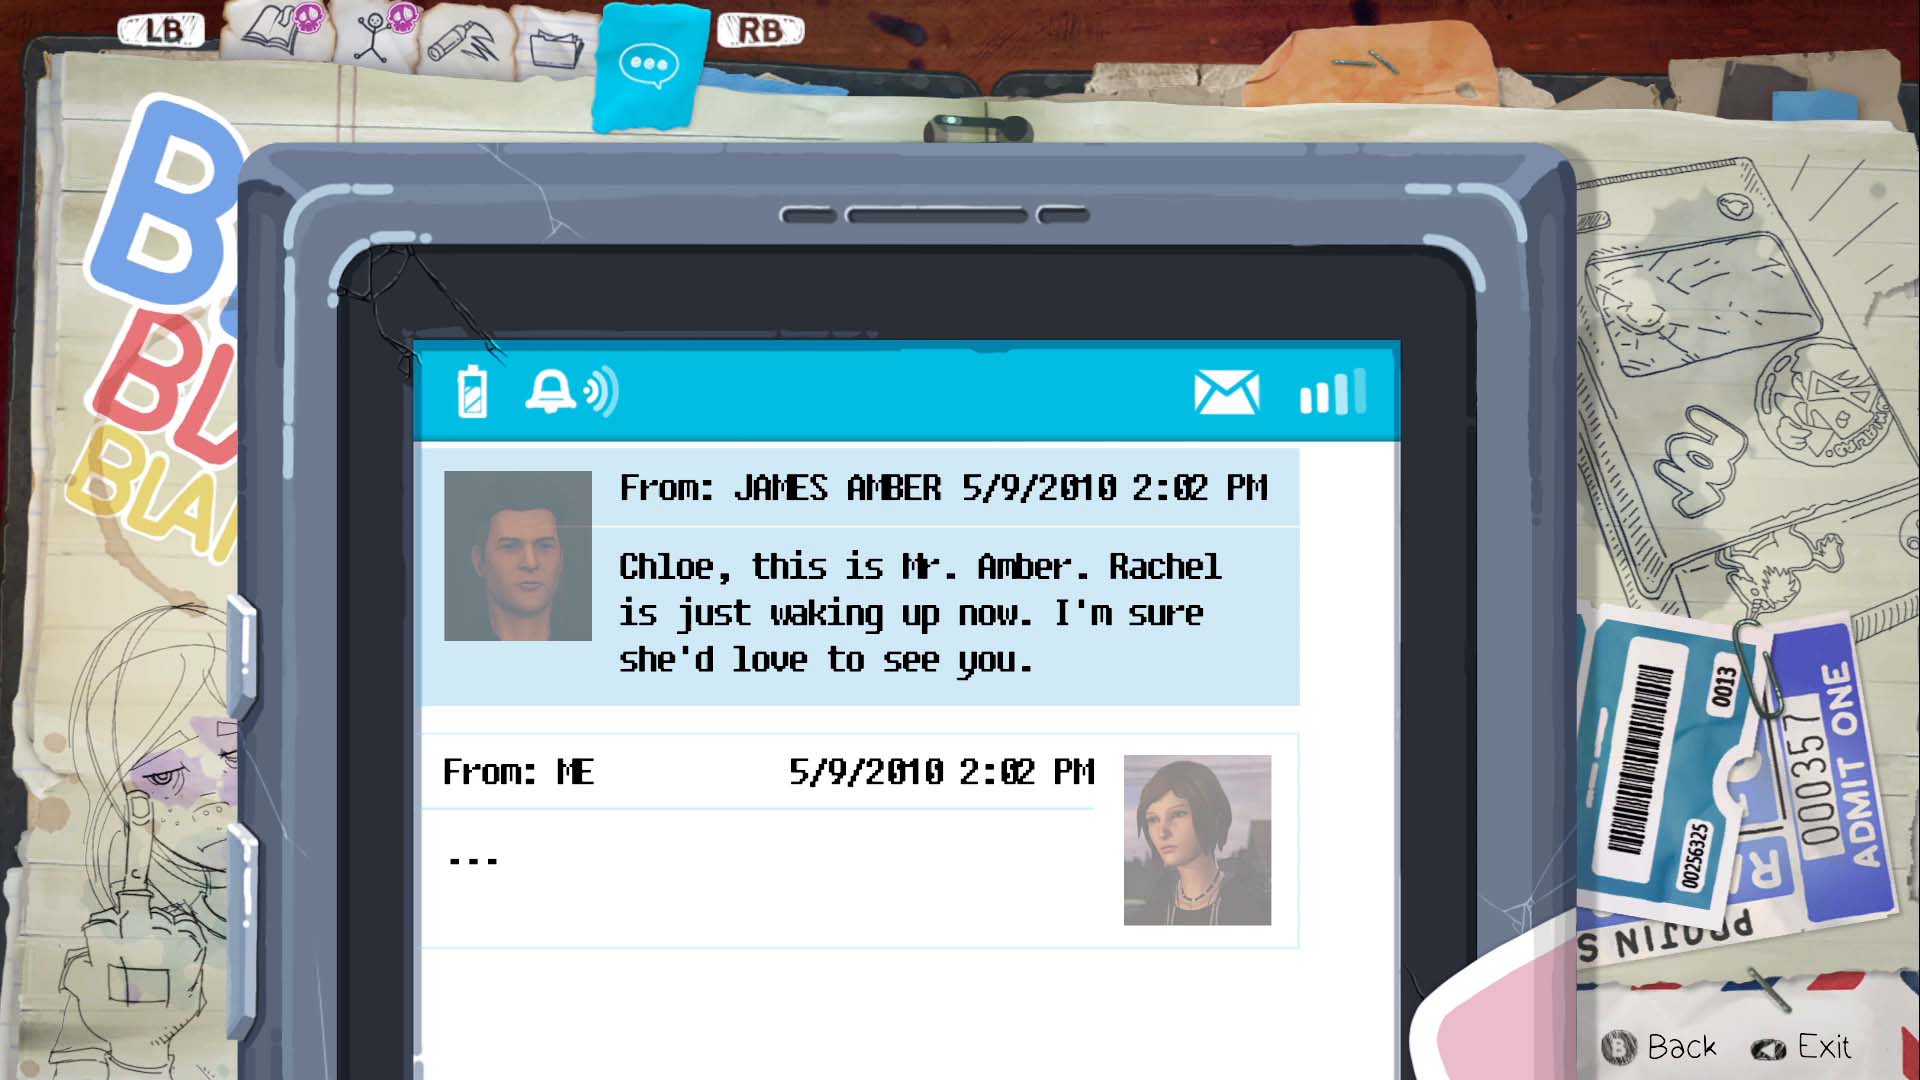 LB
RB
From: JAMES AMBER 5/9/2010 2:02 PM
Chloe, this is Mr. Amber. Rachel
is just waking up now. I'm sure
she'd love to see you.
From: ME 5/9/2010 2:02 PM
...
0013
00256325
000357
ADMIT ONE
B Back
Exit